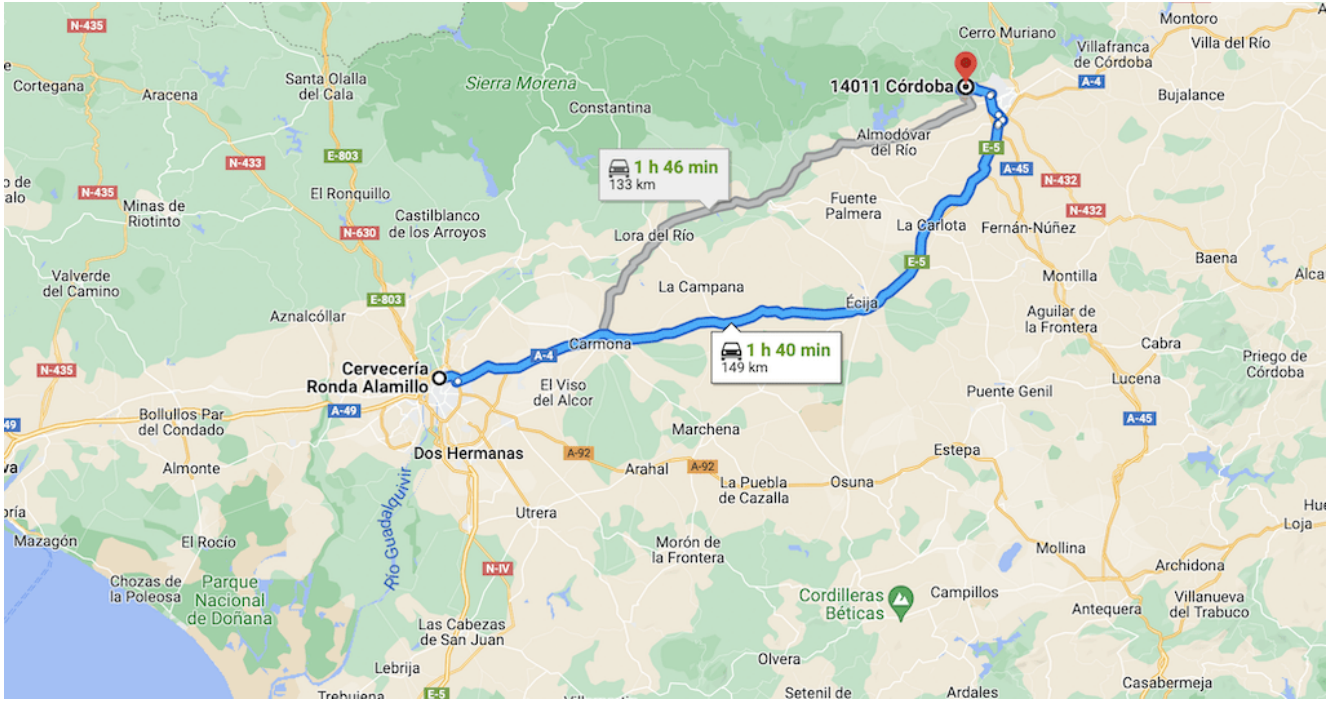 N-435
Montoro
Cerro Muriano
Villa del Río
Villafranca
de Córdoba
Santa Olalla
del Cala
Sierra Morena
Cortegana
Aracena
14011 Córdoba
A-4
Bujalance
Constantina
Almodóvar
del Río
E-5
E-803
N-433
1 h 46 min
133 km
A-45
N-432
N-435
El Ronquillo
Minas de
Riotinto
Castilblanco
de los Arroyos
N-630
Fuente
Palmera
N-432
La Carlota
Fernán-Núñez
Lora del Río
E-5
Baena
Valverde
del Camino
La Campana
Montilla
E-803
Écija
Aznalcóllar
Aguilar de
la Frontera
Carmona
A-4
1 h 40 min
149 km
Cabra
Priego de
Córdoba
Cervecería
Ronda Alamillo
N-435
El Viso
del Alcor
Lucena
Puente Genil
A-49
Bollullos Par
del Condado
49
A-45
Marchena
Dos Hermanas
A-92
Estepa
Almonte
Arahal
A-92
La Puebla
de Cazalla
Osuna
Río Guadalquivir
Utrera
Loja
Mazagón
El Rocío
Morón de
la Frontera
Mollina
Archidona
N-IV
Chozas de
la Poleosa
Parque
Nacional
de Doñana
Cordilleras
Béticas
Campillos
Antequera
Villanueva
del Trabuco
Las Cabezas
de San Juan
Olvera
Lebrija
Casabermeja
Trebujena
E-5
Setenil de
Ardales